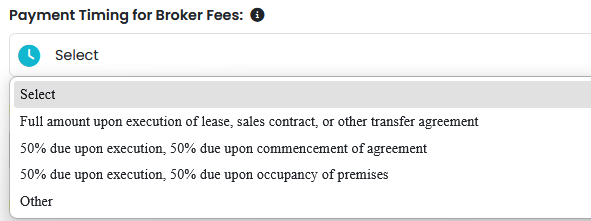 Payment Timing for Broker Fees:
Select
Select
Full amount upon execution of lease, sales contract, or other transfer agreement
50% due upon execution, 50% due upon commencement of agreement
50% due upon execution, 50% due upon occupancy of premises
Other